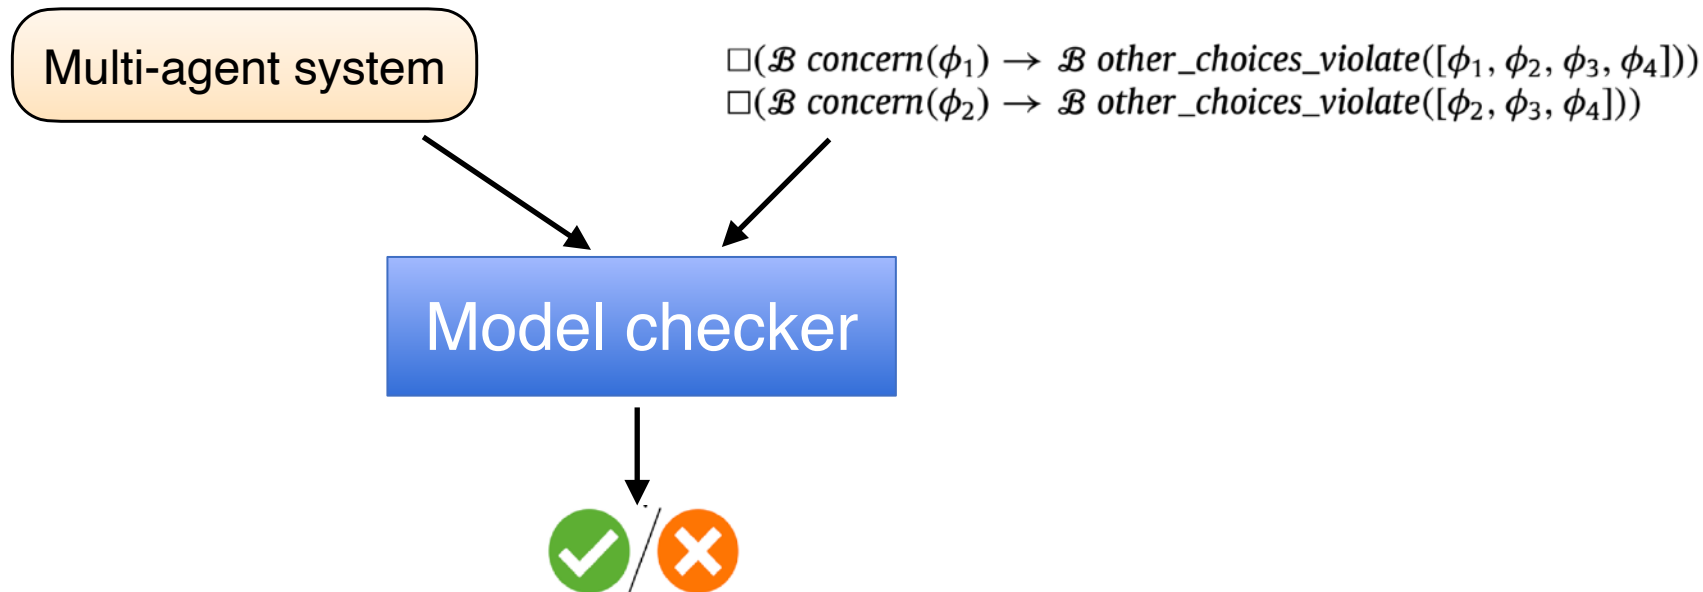 Multi-agent system
□(ℬ concern(ϕ₁) → ℬ other_choices_violate([ϕ₁, ϕ₂, ϕ₃, ϕ₄]))
□(ℬ concern(ϕ₂) → ℬ other_choices_violate([ϕ₂, ϕ₃, ϕ₄]))
Model checker